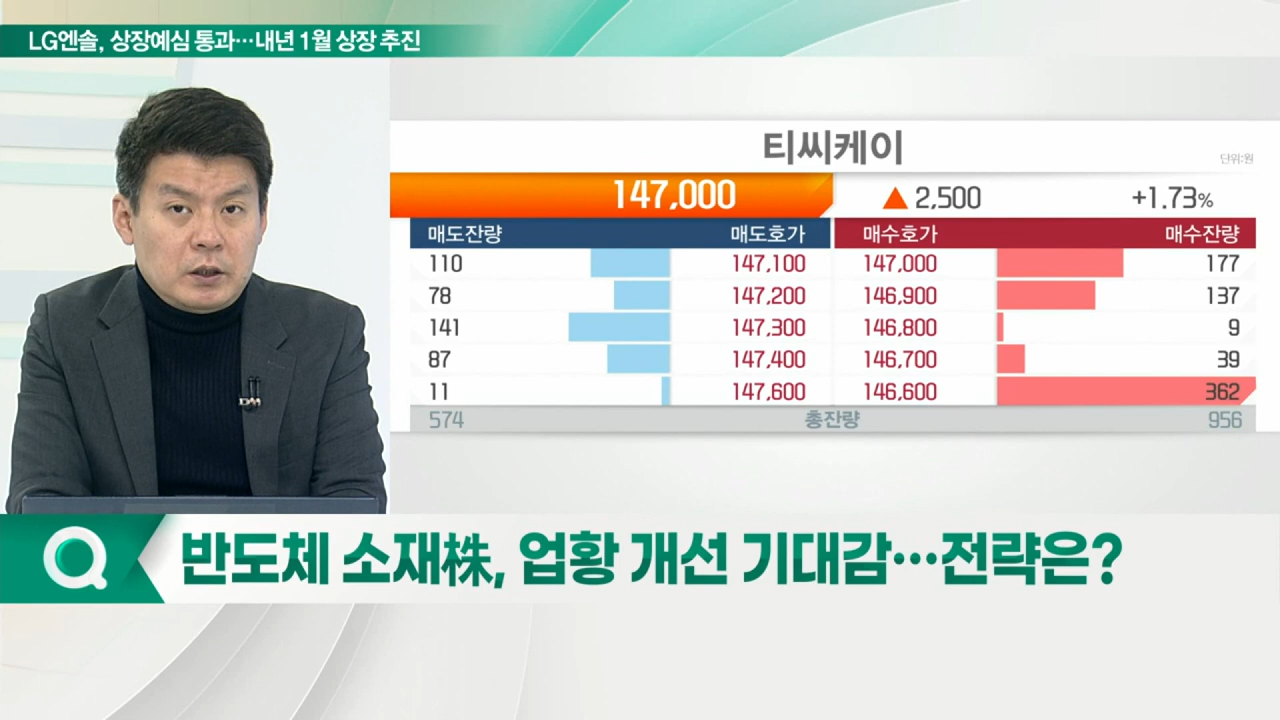 LG엔솔, 상장예심 통과…내년 1월 상장 추진
티씨케이
단위:원
147,000 ▲ 2,500 +1.73%
매도잔량 매도호가 매수호가 매수잔량
110 147,100 147,000 177
78 147,200 146,900 137
141 147,300 146,800 9
87 147,400 146,700 39
11 147,600 146,600 362
574 총잔량 956
반도체 소재株, 업황 개선 기대감…전략은?